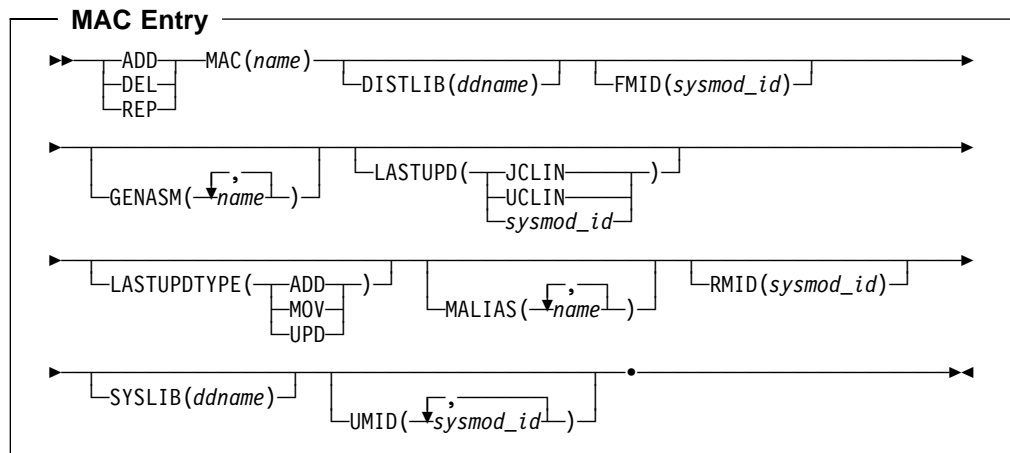 MAC Entry
ADD MAC(name)
DEL DISTLIB(ddname) FMID(sysmod_id)
REP
,
GENASM( name )
LASTUPD( JCLIN )
UCLIN
sysmod_id
LASTUPDTYPE( ADD )
MOV
UPD
,
MALIAS( name )
RMID(sysmod_id)
SYSLIB(ddname)
,
UMID( sysmod_id )